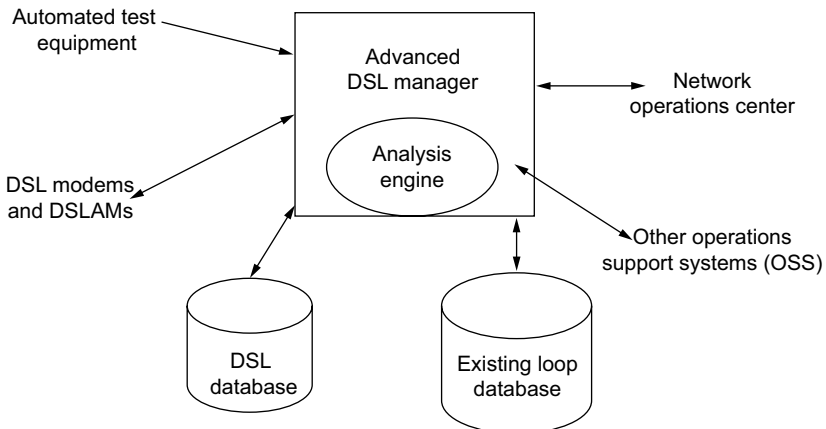 Automated test
equipment
Advanced
DSL manager
Network
operations center
Analysis
engine
DSL modems
and DSLAMs
Other operations
support systems (OSS)
DSL
database
Existing loop
database